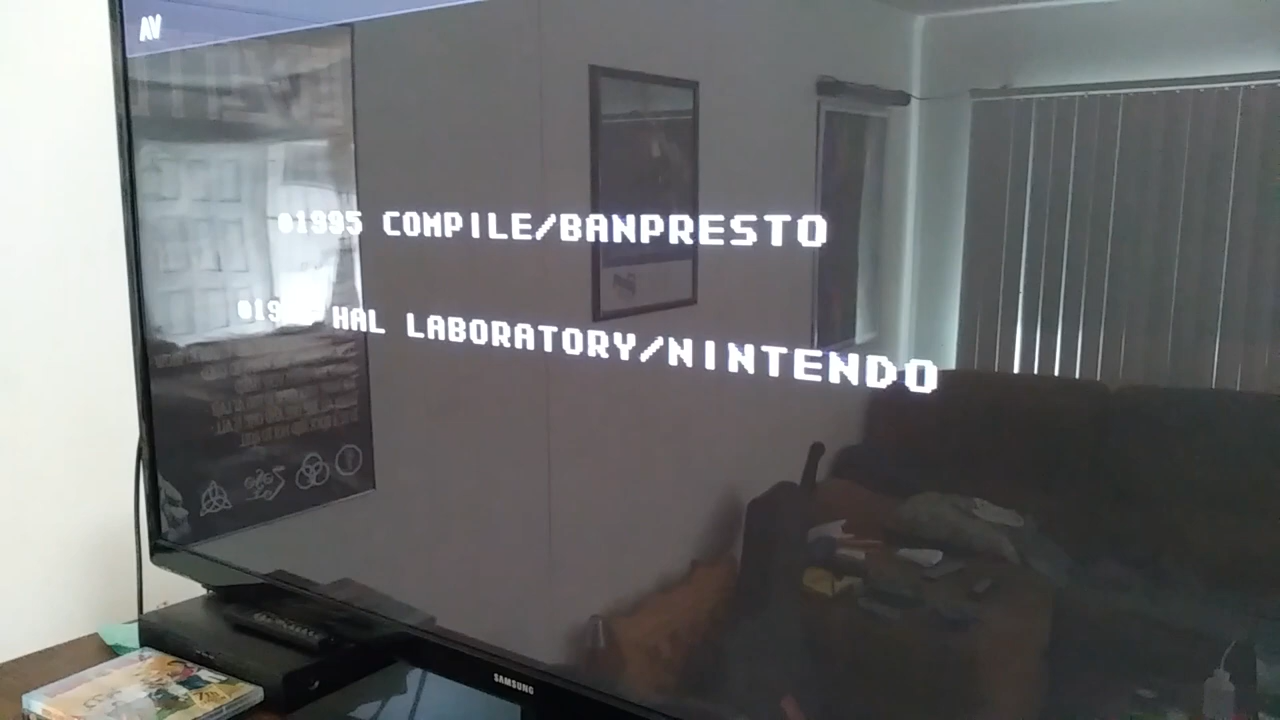 AV
©1995 COMPILE/BANPRESTO
HAL LABORATORY/NINTENDO
SAMSUNG